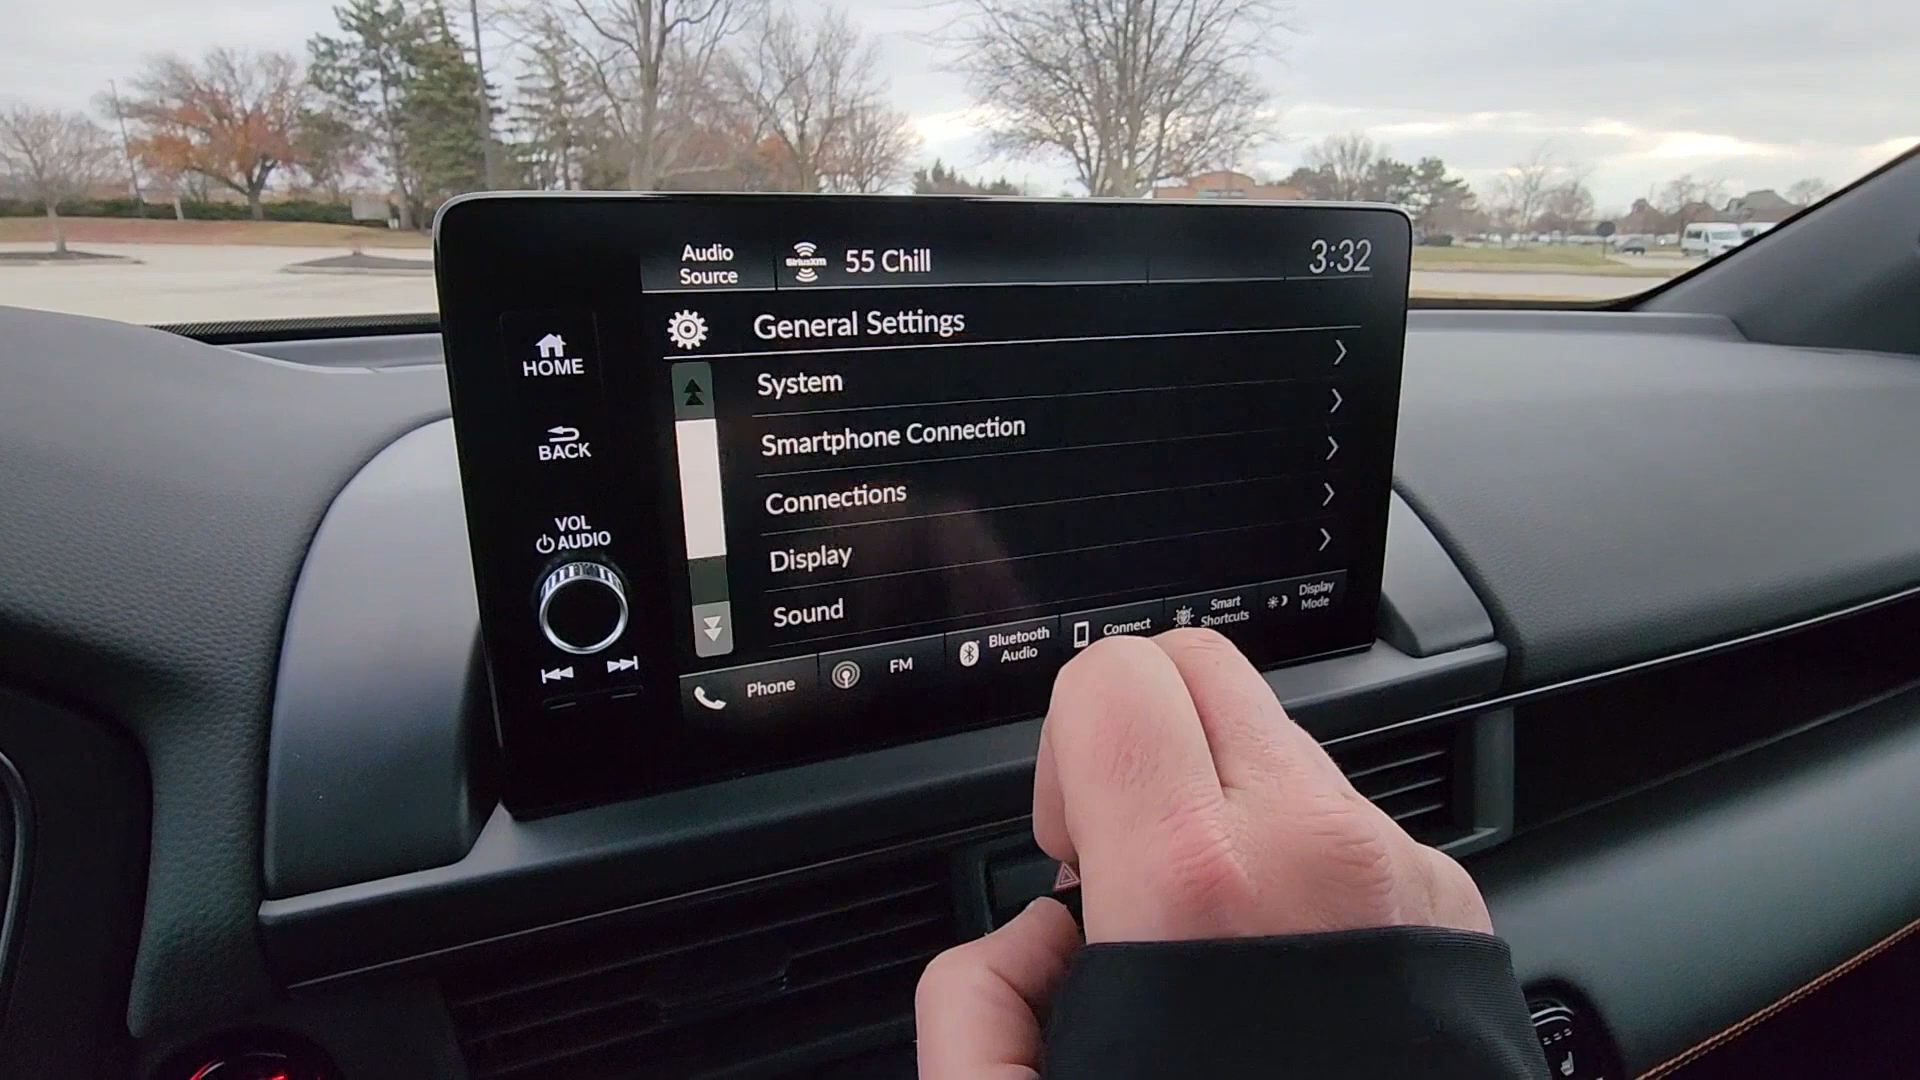 Audio
Source
SiriusXM
55 Chill
3:32
General Settings
HOME
BACK
VOL
AUDIO
System
Smartphone Connection
Connections
Display
Sound
Phone
FM
Bluetooth
Audio
Connect
Smart
Shortcuts
Display
Mode